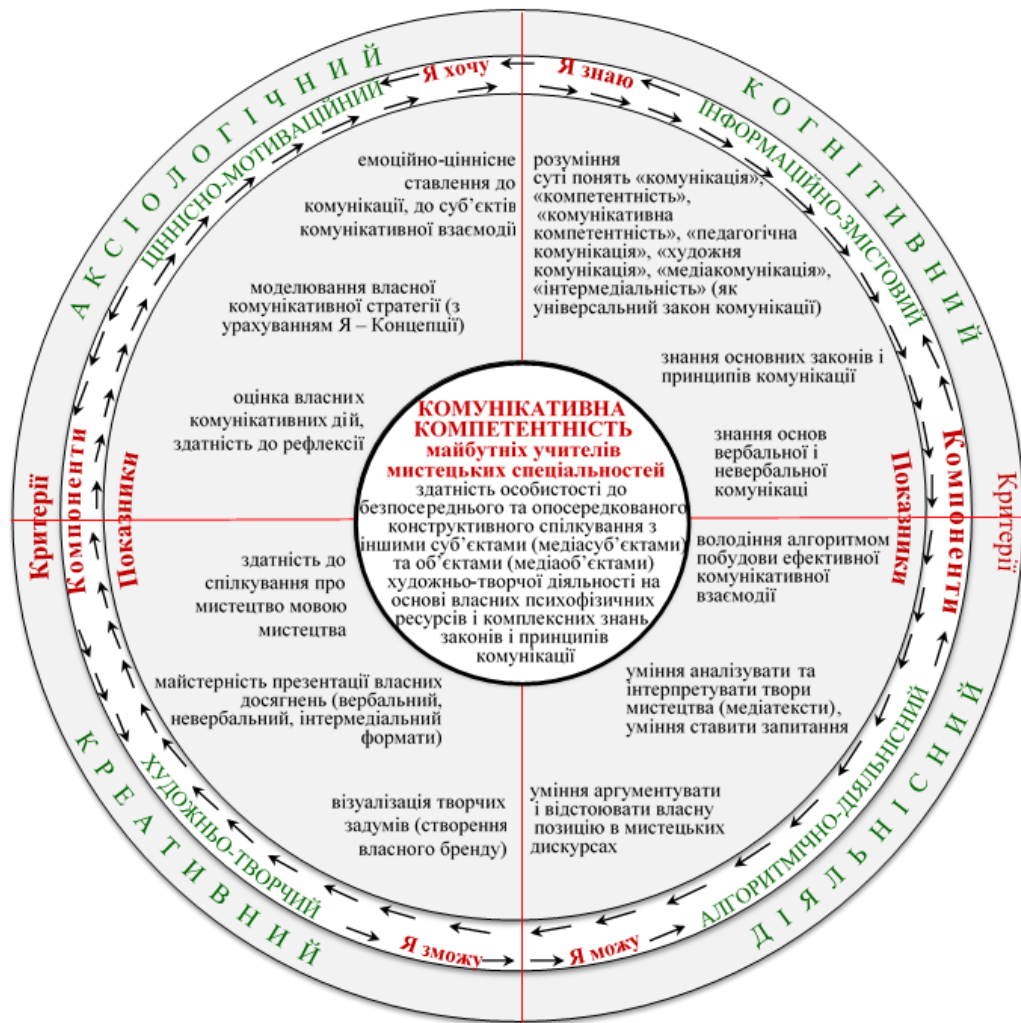 АКСІОЛОГІЧНИЙ
ЦІННІСНО-МОТИВАЦІЙНИЙ
Я хочу
Я знаю
КОГНІТИВНИЙ
ІНФОРМАЦІЙНО-ЗМІСТОВИЙ
емоційно-ціннісне
ставлення до
комунікації, до суб’єктів
комунікативної взаємодії
моделювання власної
комунікативної стратегії (з
урахуванням Я – Концепції)
оцінка власних
комунікативних дій,
здатність до рефлексії
розуміння
суті понять «комунікація»,
«компетентність»,
«комунікативна
компетентність», «педагогічна
комунікація», «художня
комунікація», «медіакомунікація»,
«інтермедіальність» (як
універсальний закон комунікації)
знання основних законів і
принципів комунікації
знання основ
вербальної і
невербальної
комунікаці
Критерії
Компоненти
Показники
КОМУНІКАТИВНА
КОМПЕТЕНТНІСТЬ
майбутніх учителів
мистецьких спеціальностей
здатність особистості до
безпосереднього та опосередкованого
конструктивного спілкування з
іншими суб’єктами (медіасуб’єктами)
та об’єктами (медіаоб’єктами)
художньо-творчої діяльності на
основі власних психофізичних
ресурсів і комплексних знань
законів і принципів
комунікації
Показники
Компоненти
Критерії
здатність до
спілкування про
мистецтво мовою
мистецтва
майстерність презентації власних
досягнень (вербальний,
невербальний, інтермедіальний
формати)
візуалізація творчих
задумів (створення
власного бренду)
володіння алгоритмом
побудови ефективної
комунікативної
взаємодії
уміння аналізувати та
інтерпретувати твори
мистецтва (медіатексти),
уміння ставити запитання
уміння аргументувати
і відстоювати власну
позицію в мистецьких
дискурсах
ХУДОЖНЬО-ТВОРЧИЙ
КРЕАТИВНИЙ
Я зможу
Я можу
АЛГОРИТМІЧНО-ДІЯЛЬНІСНИЙ
ДІЯЛЬНІСНИЙ